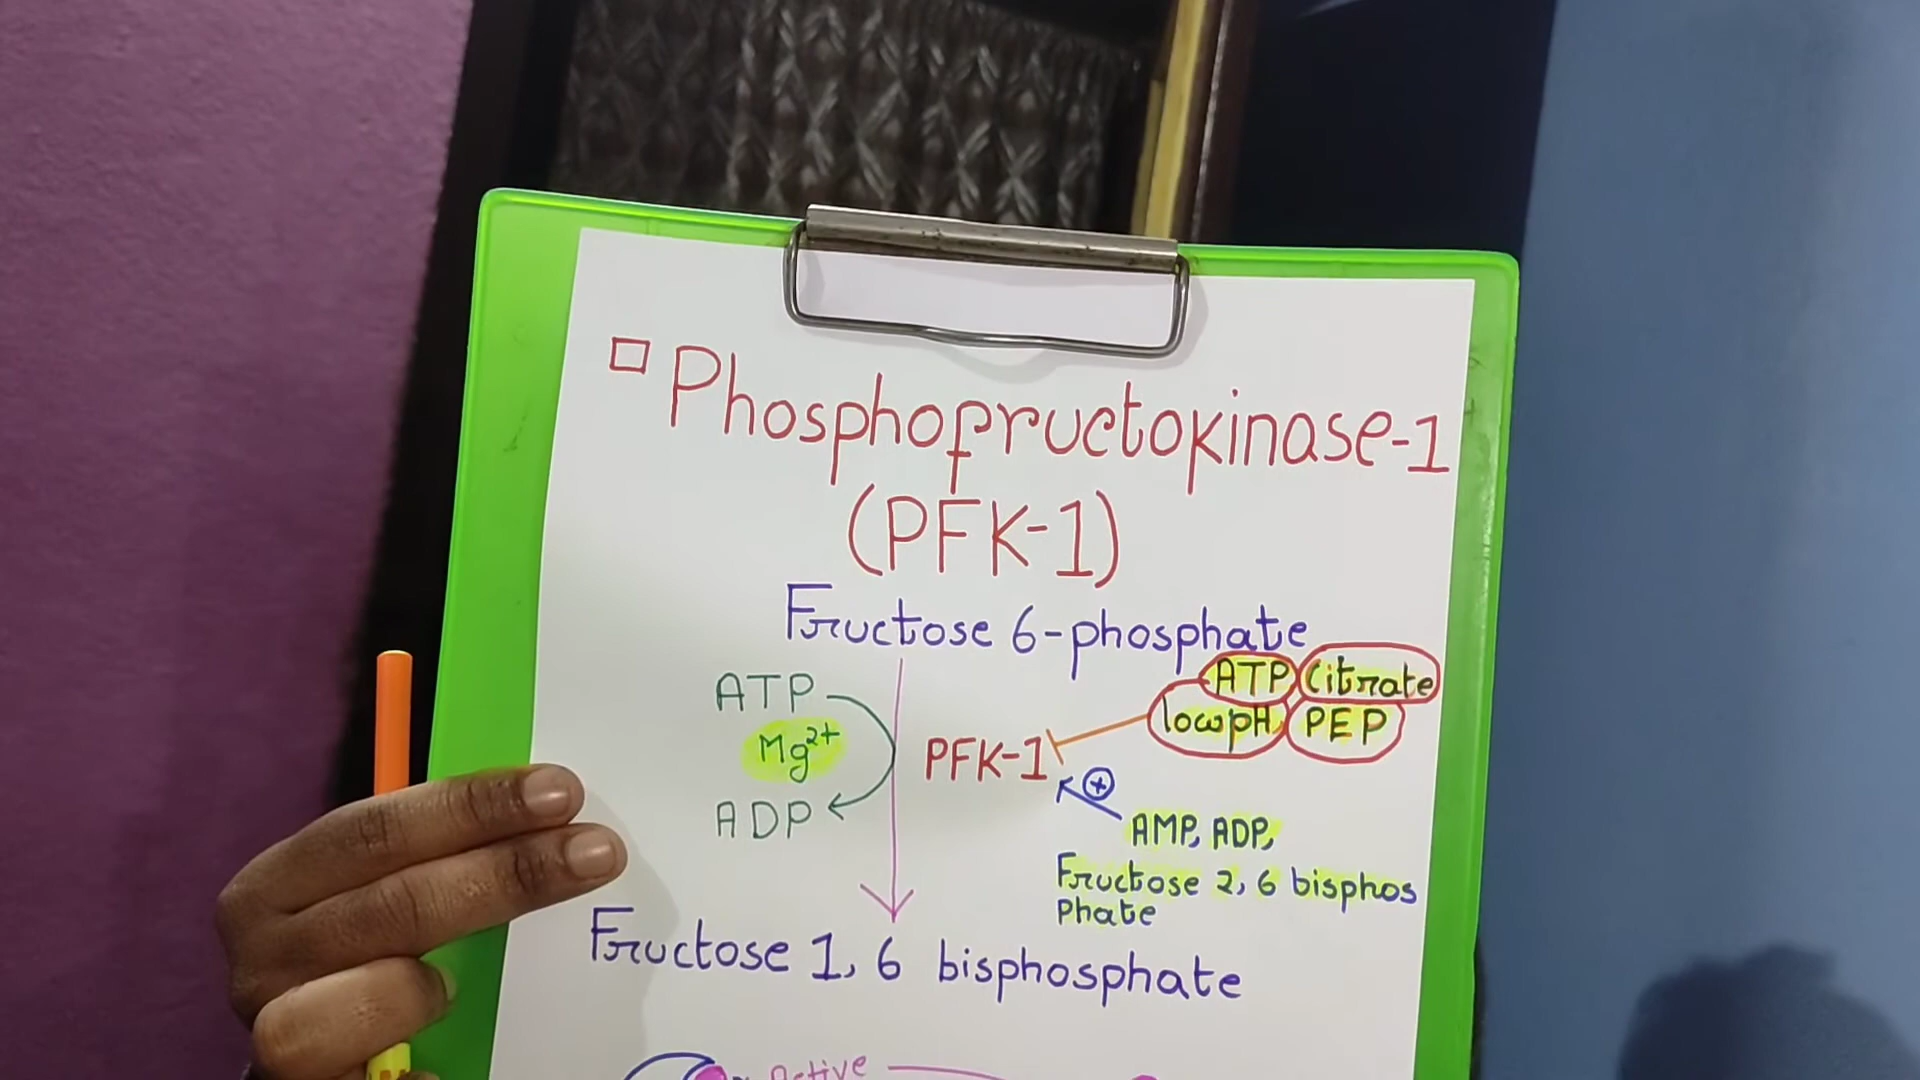 Phosphofructokinase-1
(PFK-1)
Fructose 6-phosphate
ATP Citrate
low pH PEP
ATP
Mg2+
ADP
PFK-1
+
AMP, ADP,
Fructose 2, 6 bisphos
phate
Fructose 1, 6 bisphosphate
Active